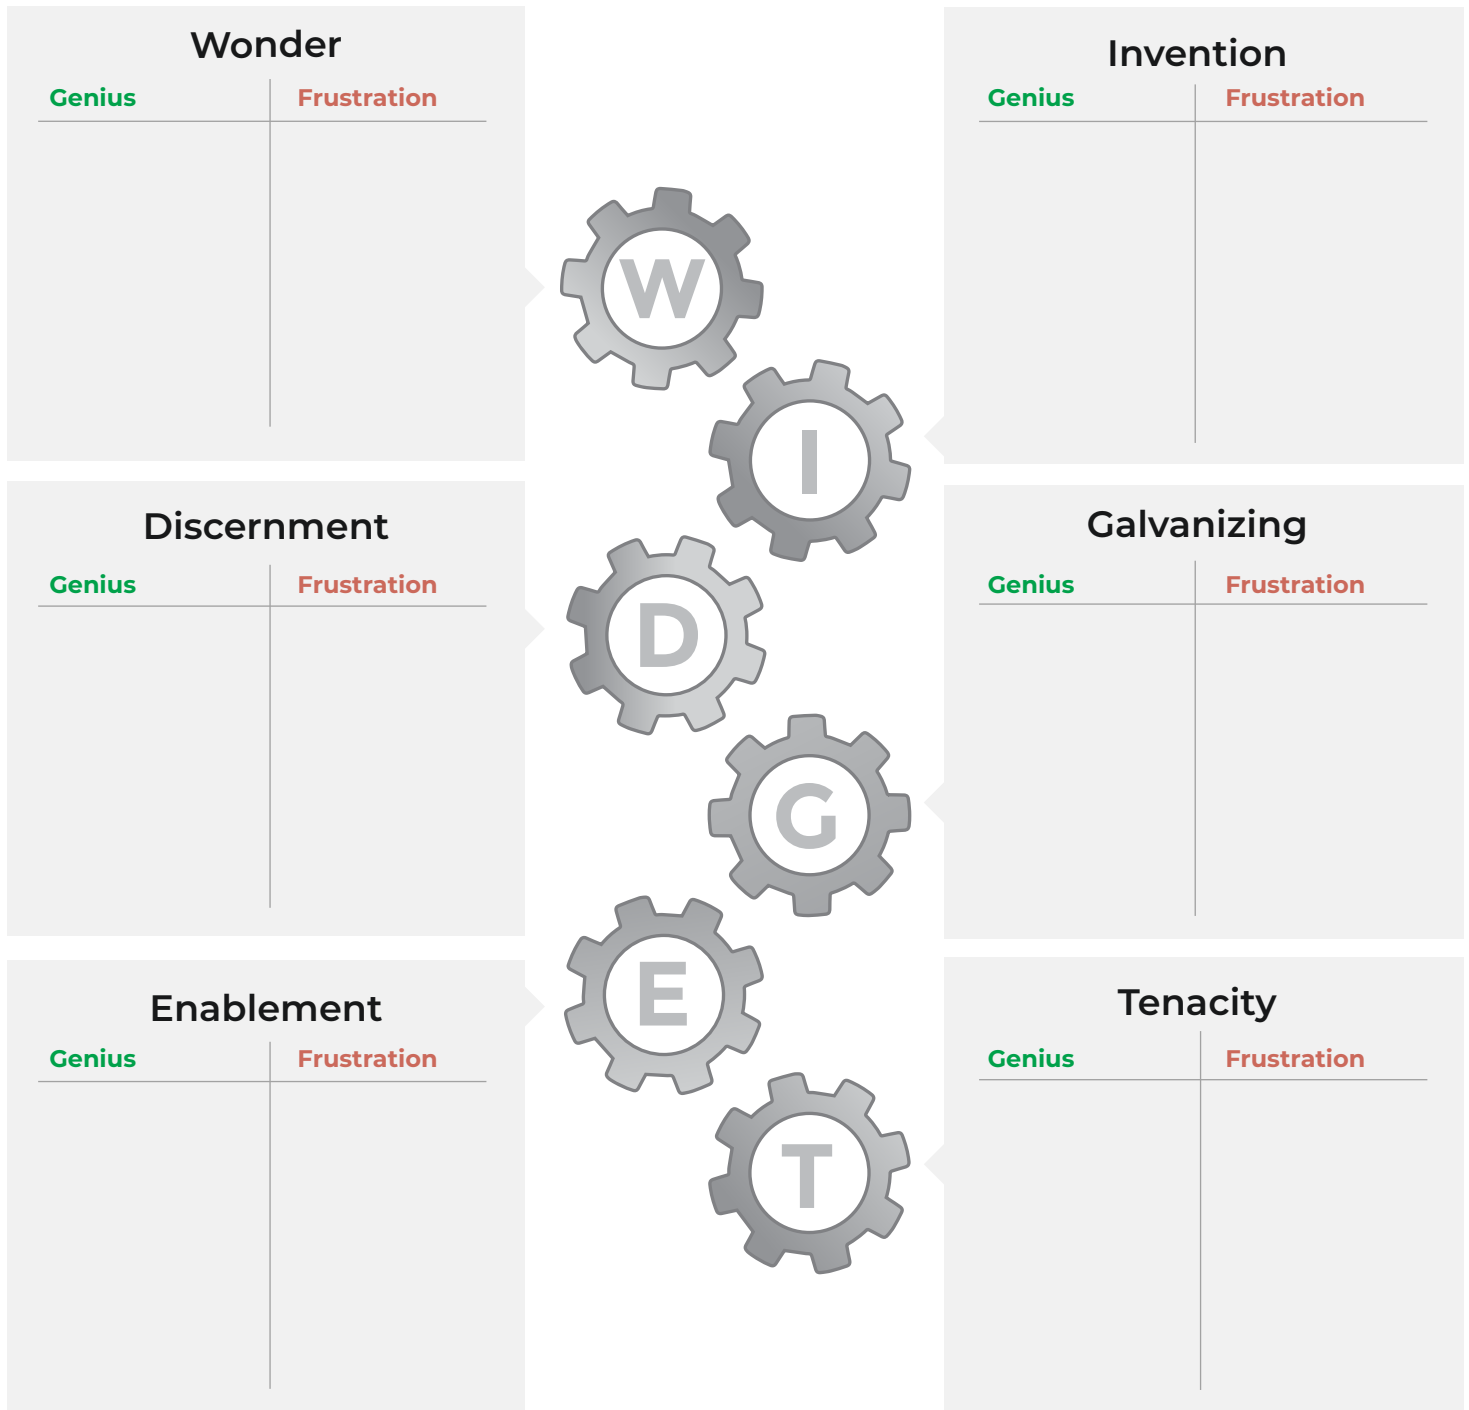 Wonder
Genius Frustration
Invention
Genius Frustration
W
I
Discernment
Genius Frustration
Galvanizing
Genius Frustration
D
G
Enablement
Genius Frustration
Tenacity
Genius Frustration
E
T